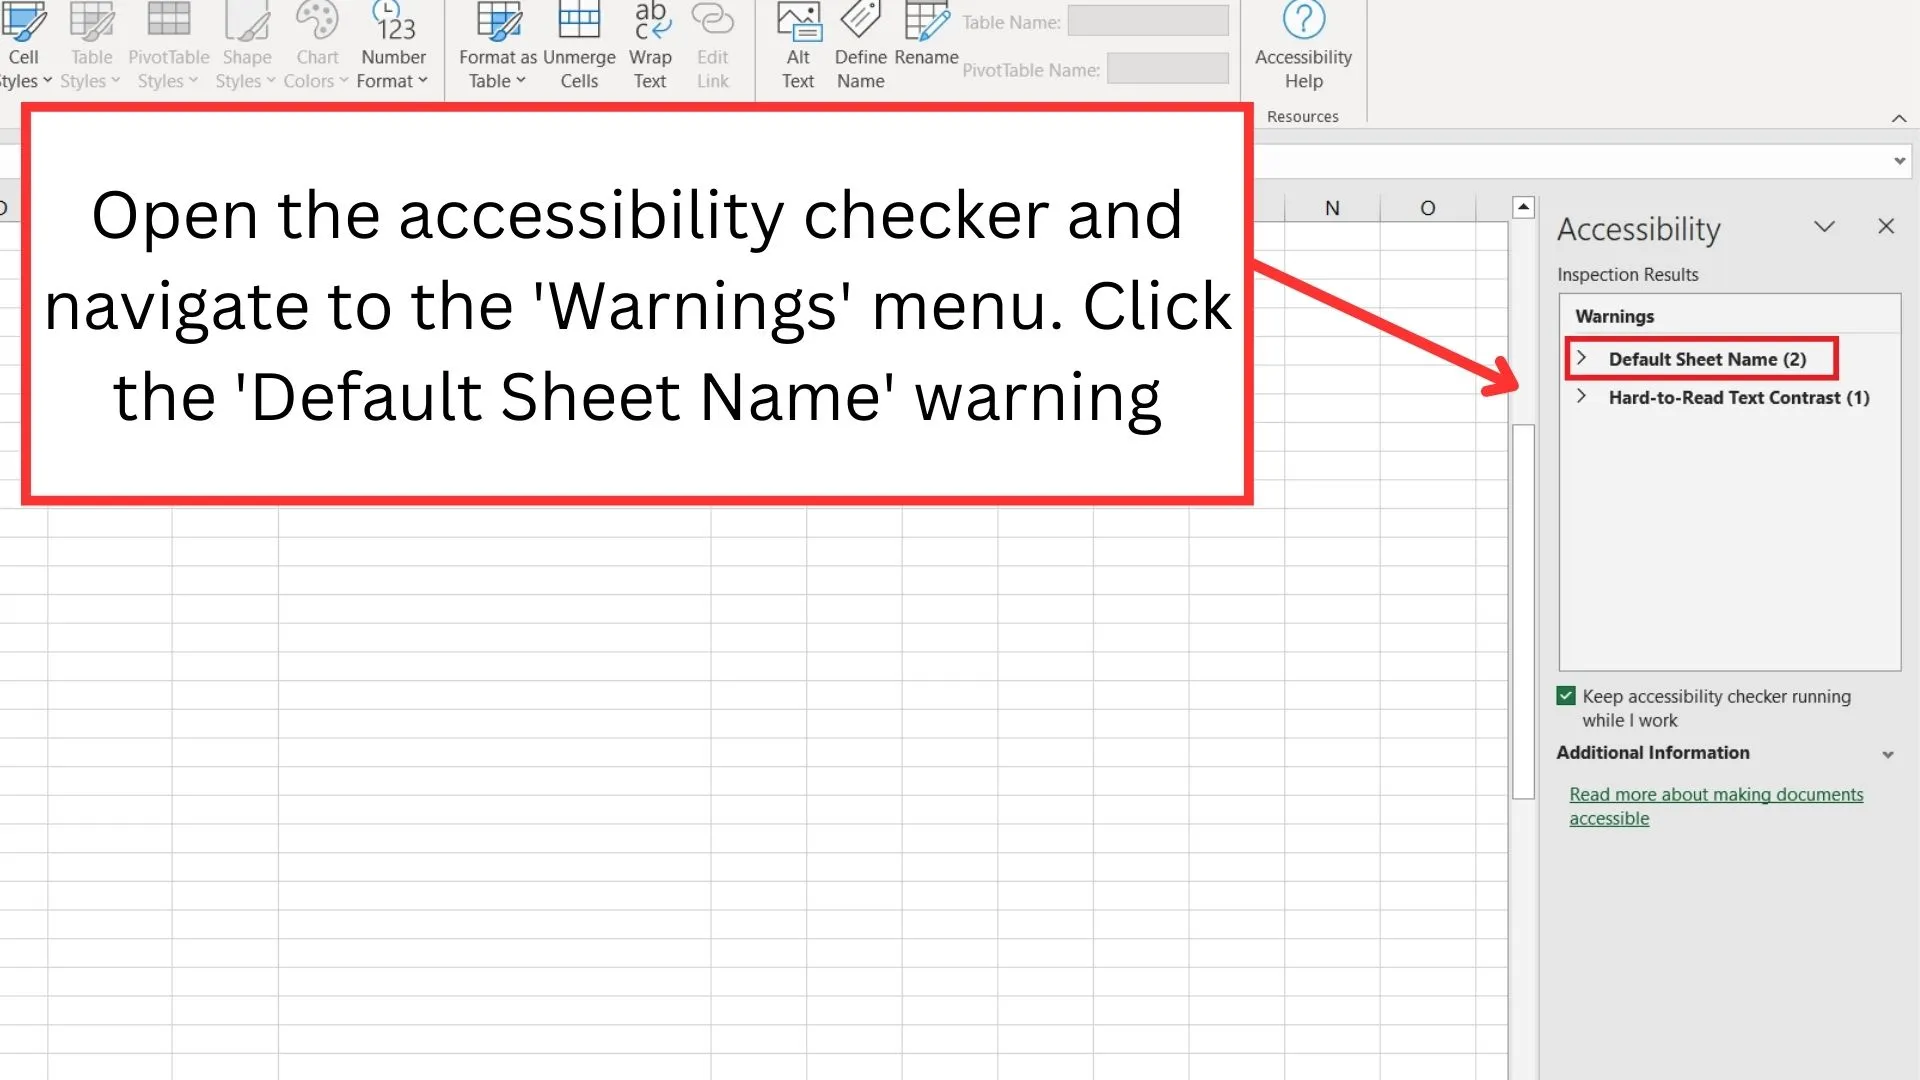 Cell Table PivotTable Shape Chart Number Format as Unmerge Wrap Edit Alt Define Rename Table Name: Accessibility
Styles Styles Styles Colors Format Table Cells Text Link Text Name PivotTable Name: Help
Resources
Open the accessibility checker and
navigate to the 'Warnings' menu. Click
the 'Default Sheet Name' warning
N O
Accessibility
Inspection Results
Warnings
Default Sheet Name (2)
Hard-to-Read Text Contrast (1)
Keep accessibility checker running
while I work
Additional Information
Read more about making documents
accessible